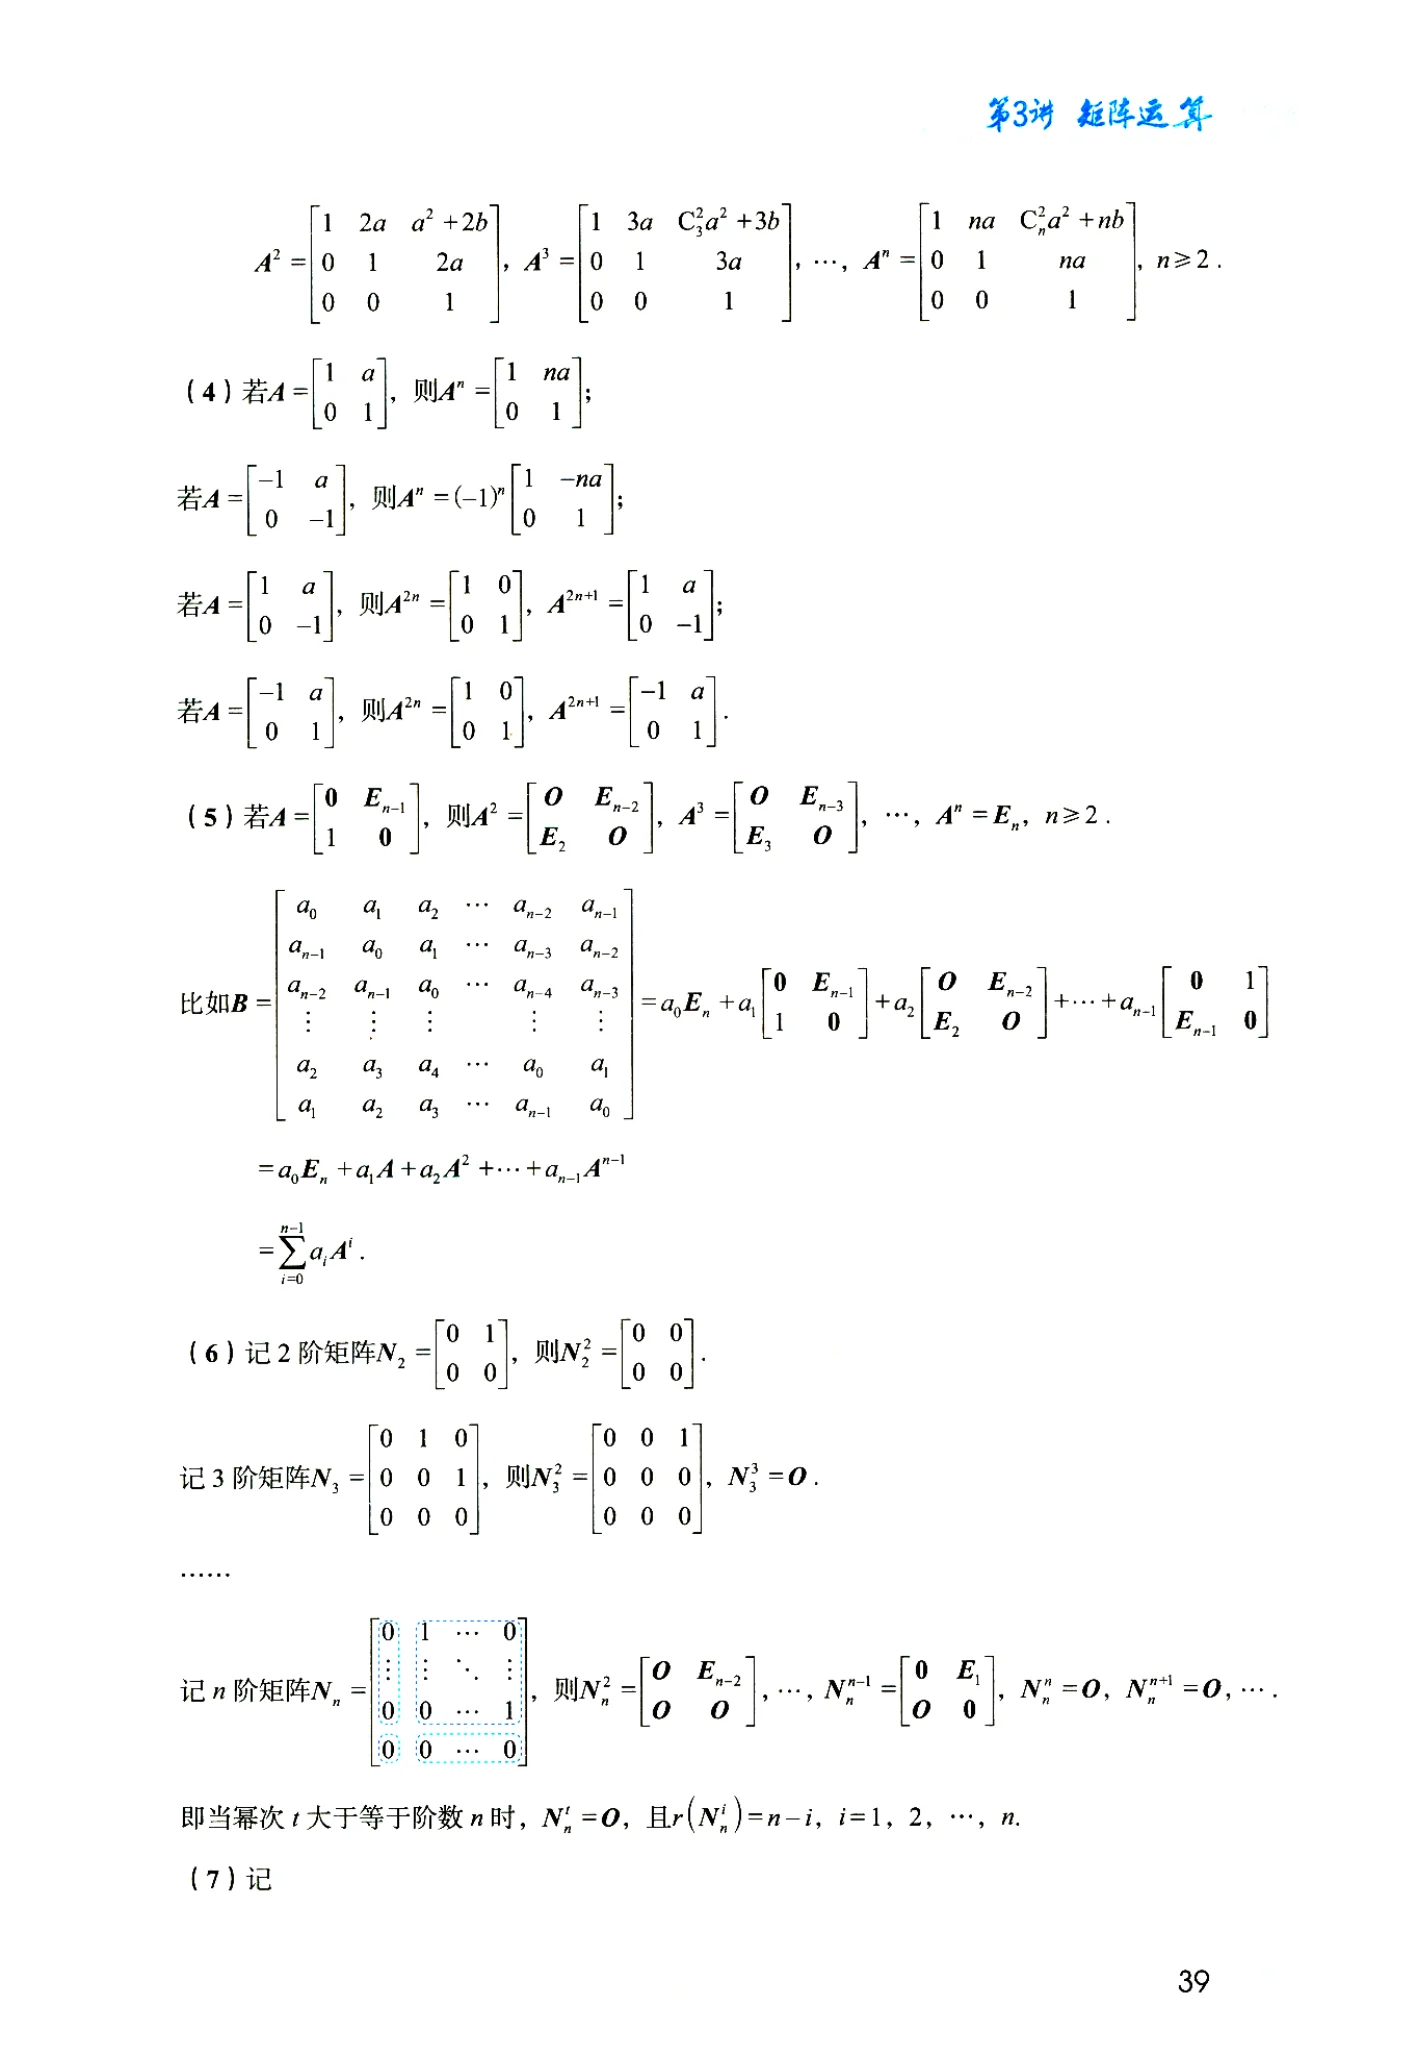 第3讲 矩阵运算
A² = [1 2a a²+2b; 0 1 2a; 0 0 1], A³ = [1 3a C₃²a²+3b; 0 1 3a; 0 0 1], ⋯, Aⁿ = [1 na Cₙ²a²+nb; 0 1 na; 0 0 1], n⩾2.
(4)若A = [1 a; 0 1], 则Aⁿ = [1 na; 0 1];
若A = [−1 a; 0 −1], 则Aⁿ = (−1)ⁿ[1 −na; 0 1];
若A = [1 a; 0 −1], 则A²ⁿ = [1 0; 0 1], A²ⁿ⁺¹ = [1 a; 0 −1];
若A = [−1 a; 0 1], 则A²ⁿ = [1 0; 0 1], A²ⁿ⁺¹ = [−1 a; 0 1].
(5)若A = [0 Eₙ₋₁; 1 0], 则A² = [O Eₙ₋₂; E₂ O], A³ = [O Eₙ₋₃; E₃ O], ⋯, Aⁿ = Eₙ, n⩾2.
比如B = [a₀ a₁ a₂ ⋯ aₙ₋₂ aₙ₋₁; aₙ₋₁ a₀ a₁ ⋯ aₙ₋₃ aₙ₋₂; aₙ₋₂ aₙ₋₁ a₀ ⋯ aₙ₋₄ aₙ₋₃; ⋮ ⋮ ⋮ ⋮ ⋮; a₂ a₃ a₄ ⋯ a₀ a₁; a₁ a₂ a₃ ⋯ aₙ₋₁ a₀] = a₀Eₙ + a₁[0 Eₙ₋₁; 1 0] + a₂[O Eₙ₋₂; E₂ O] + ⋯ + aₙ₋₁[0 1; Eₙ₋₁ 0]
= a₀Eₙ + a₁A + a₂A² + ⋯ + aₙ₋₁Aⁿ⁻¹
= ∑_{i=0}^{n−1} aᵢAⁱ.
(6)记2阶矩阵N₂ = [0 1; 0 0], 则N₂² = [0 0; 0 0].
记3阶矩阵N₃ = [0 1 0; 0 0 1; 0 0 0], 则N₃² = [0 0 1; 0 0 0; 0 0 0], N₃³ = O.
……
记n阶矩阵Nₙ = [0 1 ⋯ 0; ⋮ ⋮ ⋱ ⋮; 0 0 ⋯ 1; 0 0 ⋯ 0], 则Nₙ² = [O Eₙ₋₂; O O], ⋯, Nₙⁿ⁻¹ = [0 E₁; O 0], Nₙⁿ = O, Nₙⁿ⁺¹ = O, ⋯.
即当幂次t大于等于阶数n时, Nₙᵗ = O, 且r(Nₙⁱ) = n−i, i=1, 2, ⋯, n.
(7)记
39